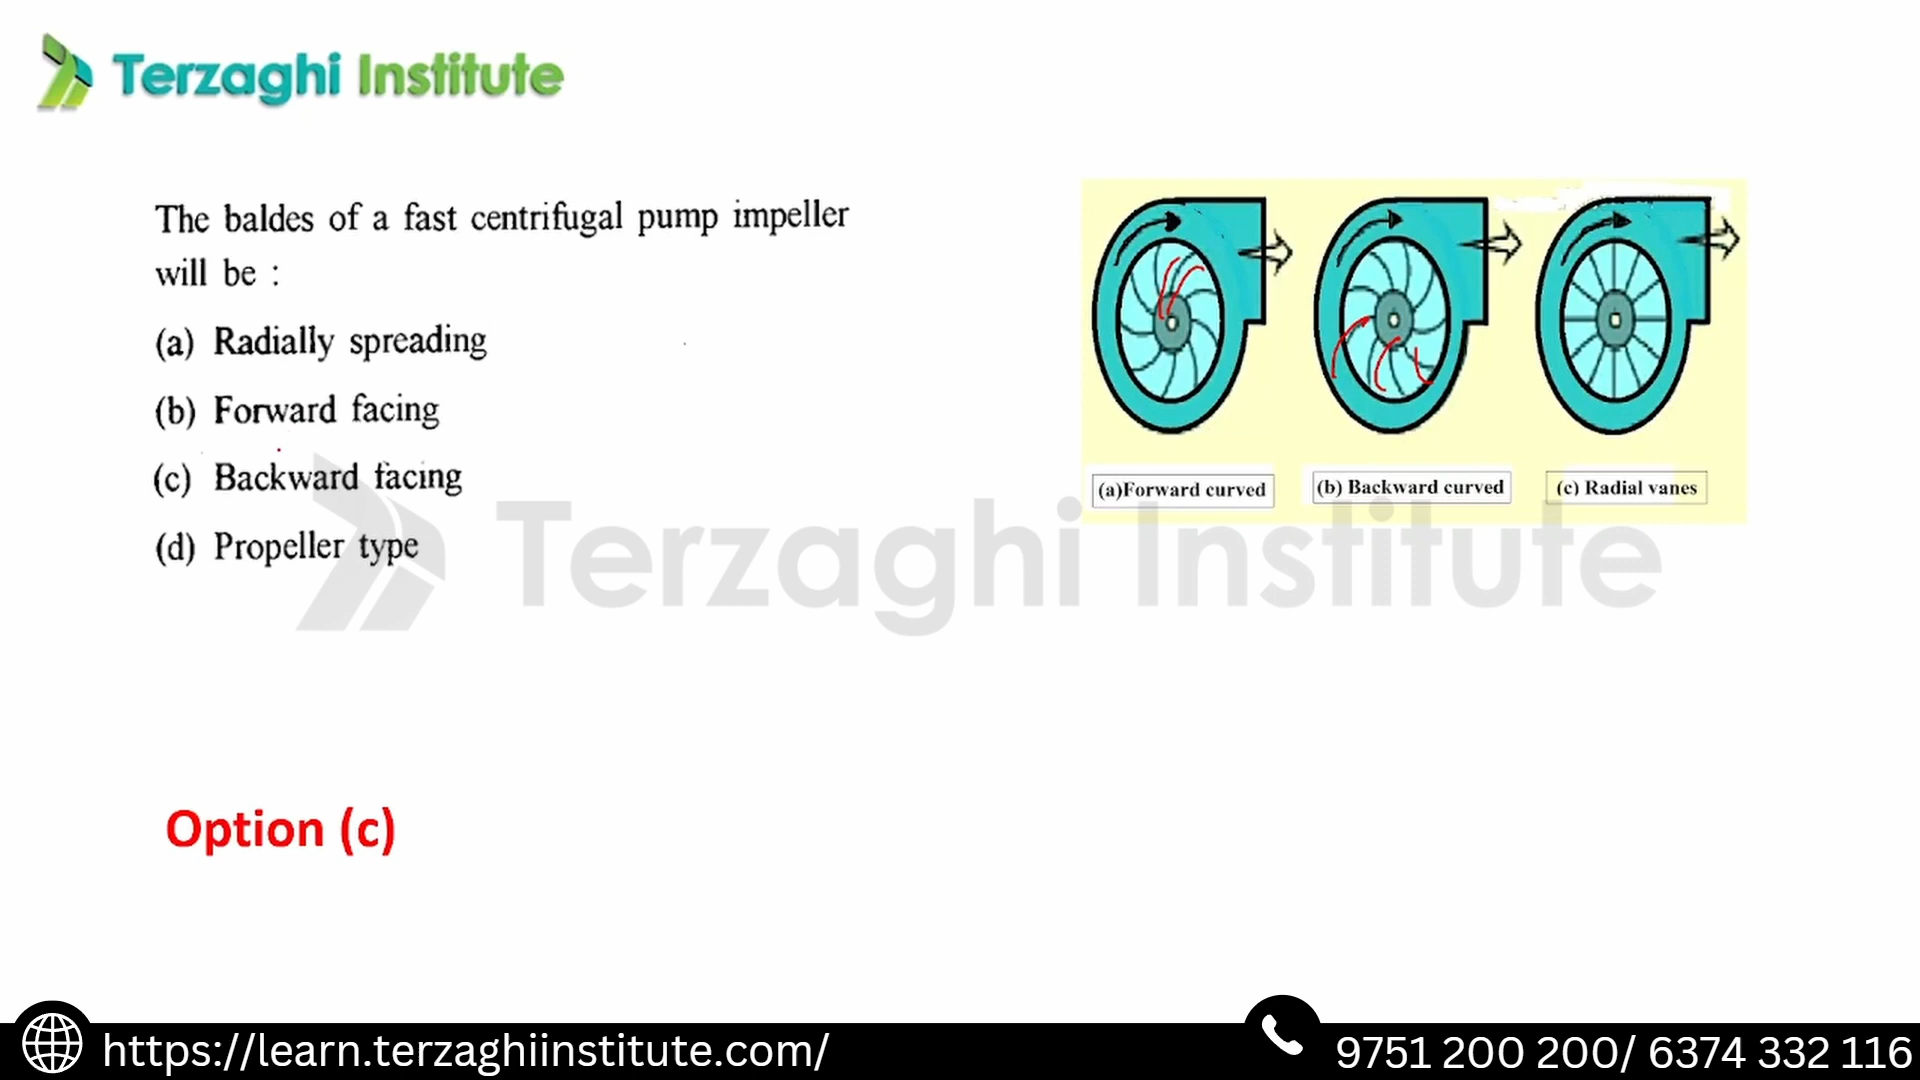 Terzaghi Institute
The baldes of a fast centrifugal pump impeller
will be :
(a) Radially spreading
(b) Forward facing
(c) Backward facing
(d) Propeller type
(a)Forward curved
(b) Backward curved
(c) Radial vanes
Terzaghi Institute
Option (c)
https://learn.terzaghiinstitute.com/
9751 200 200/ 6374 332 116